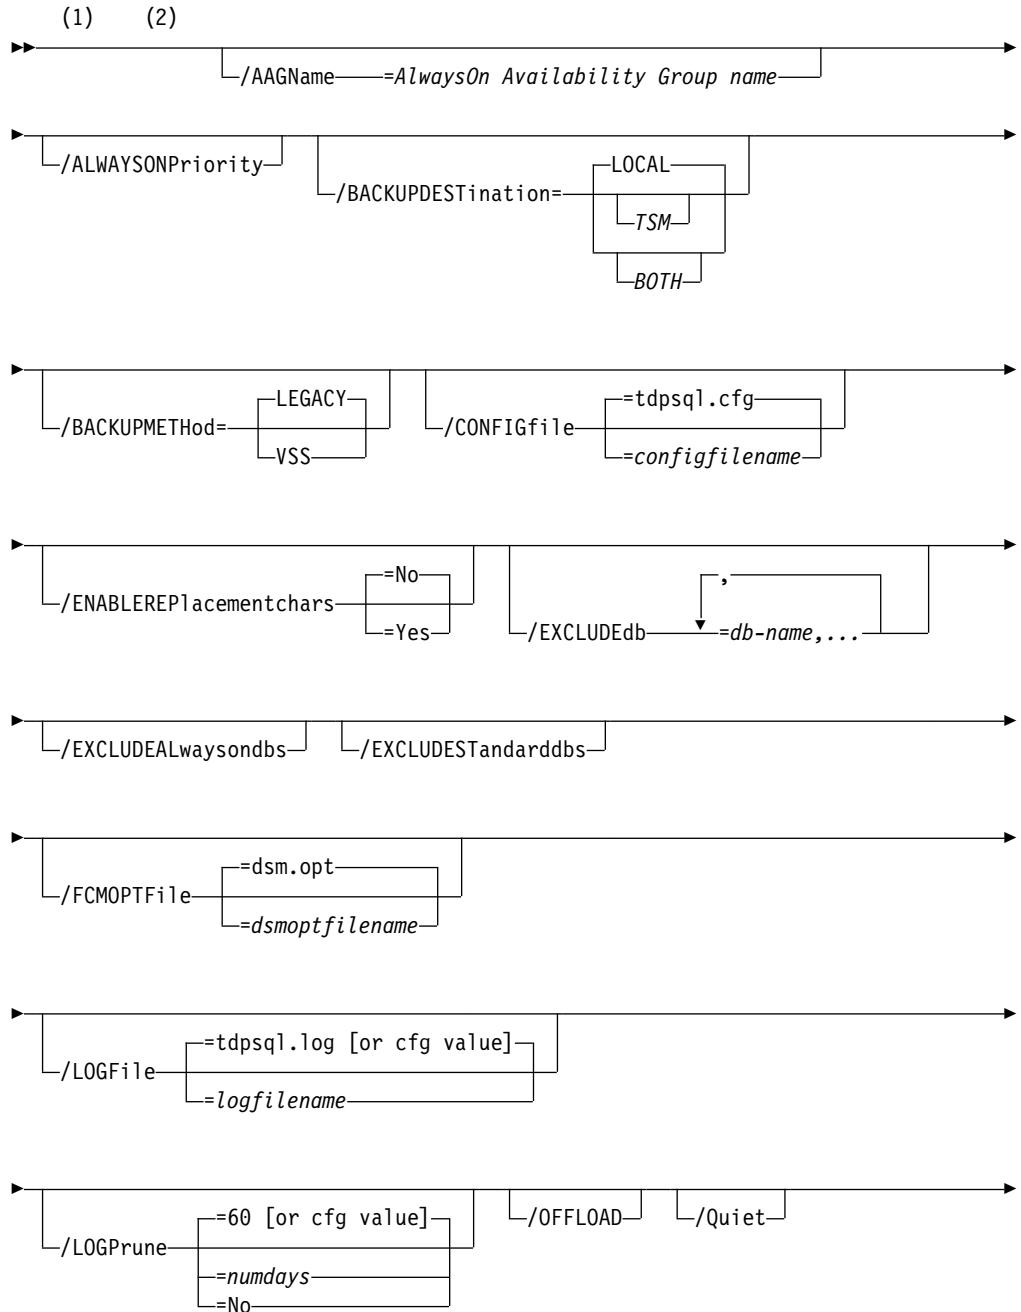 (1) (2)
/AAGName =AlwaysOn Availability Group name
/ALWAYSONPriority
/BACKUPDESTination=
LOCAL
TSM
BOTH
/BACKUPMETHod=
LEGACY
VSS
/CONFIGfile
=tdpsql.cfg
=configfilename
/ENABLEREPlacementchars
=No
=Yes
/EXCLUDEdb
,
=db-name,...
/EXCLUDEALwaysondbs
/EXCLUDESTandarddbs
/FCMOPTFile
=dsm.opt
=dsmoptfilename
/LOGFile
=tdpsql.log [or cfg value]
=logfilename
/LOGPrune
=60 [or cfg value]
=numdays
=No
/OFFLOAD
/Quiet